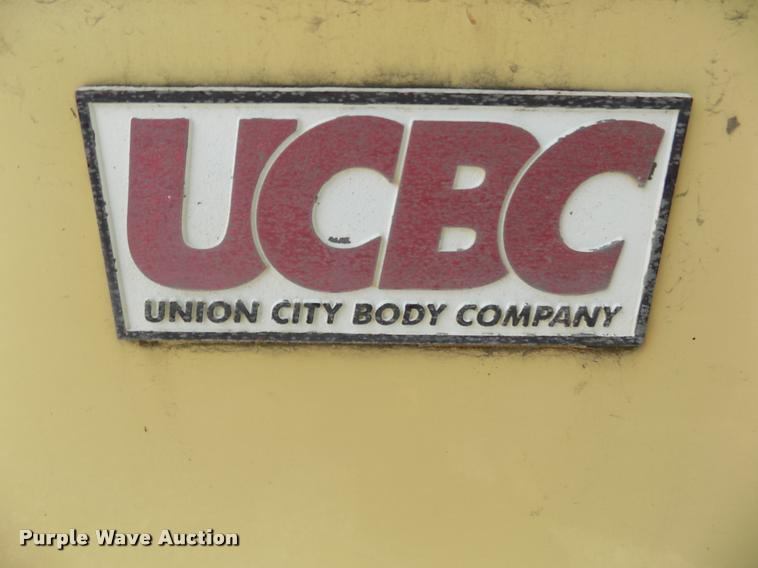 UCBC
UNION CITY BODY COMPANY
Purple Wave Auction